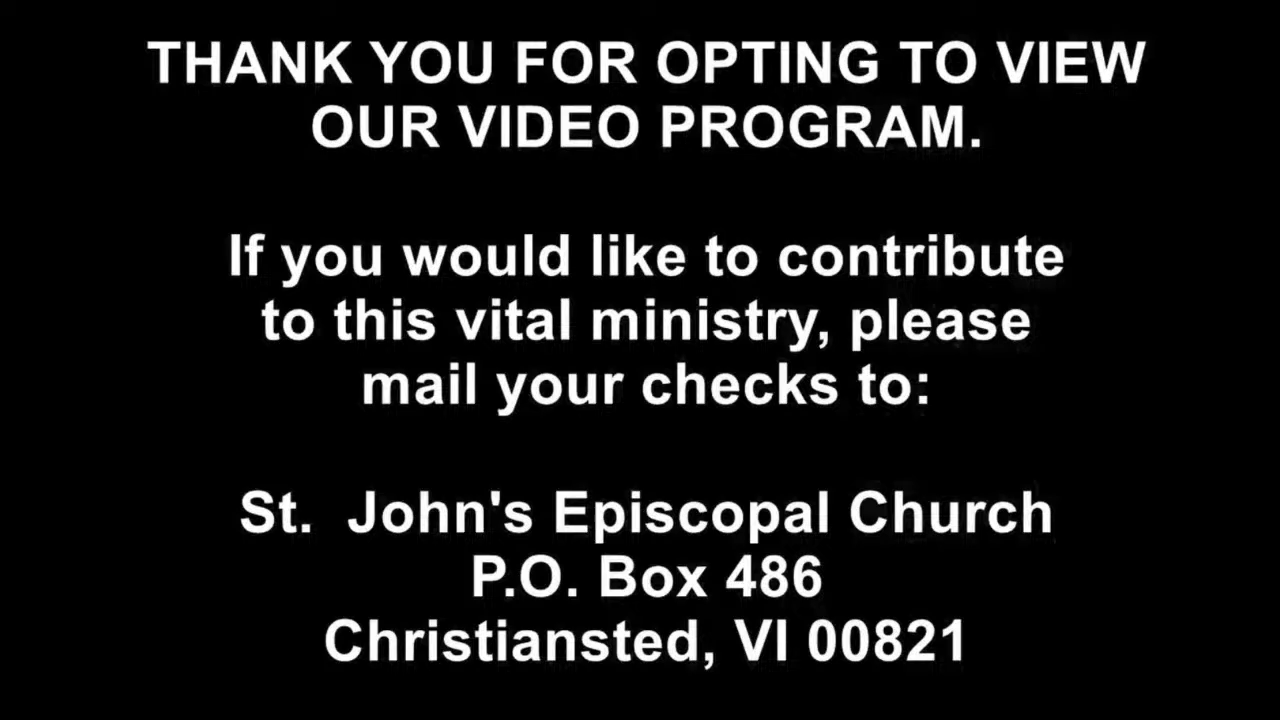 THANK YOU FOR OPTING TO VIEW
OUR VIDEO PROGRAM.
If you would like to contribute
to this vital ministry, please
mail your checks to:
St.  John's Episcopal Church
P.O. Box 486
Christiansted, VI 00821